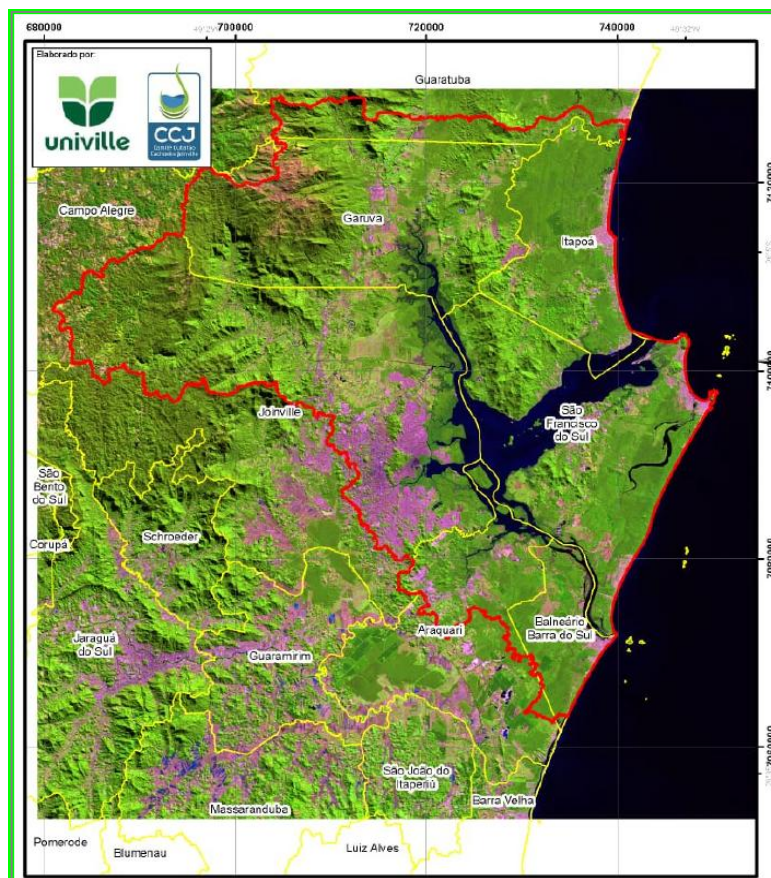 680000 700000 720000 740000
Elaborado por:
univille
CCJ
Guaratuba
Campo Alegre
Garuva
Itapoá
Joinville
São
Francisco
do Sul
São
Bento
do Sul
Corupá
Schroeder
Jaraguá
do Sul
Guaramirim
Araquari
Balneário
Barra do Sul
São João do
Itaperiú
Massaranduba
Barra Velha
Pomerode
Blumenau
Luiz Alves